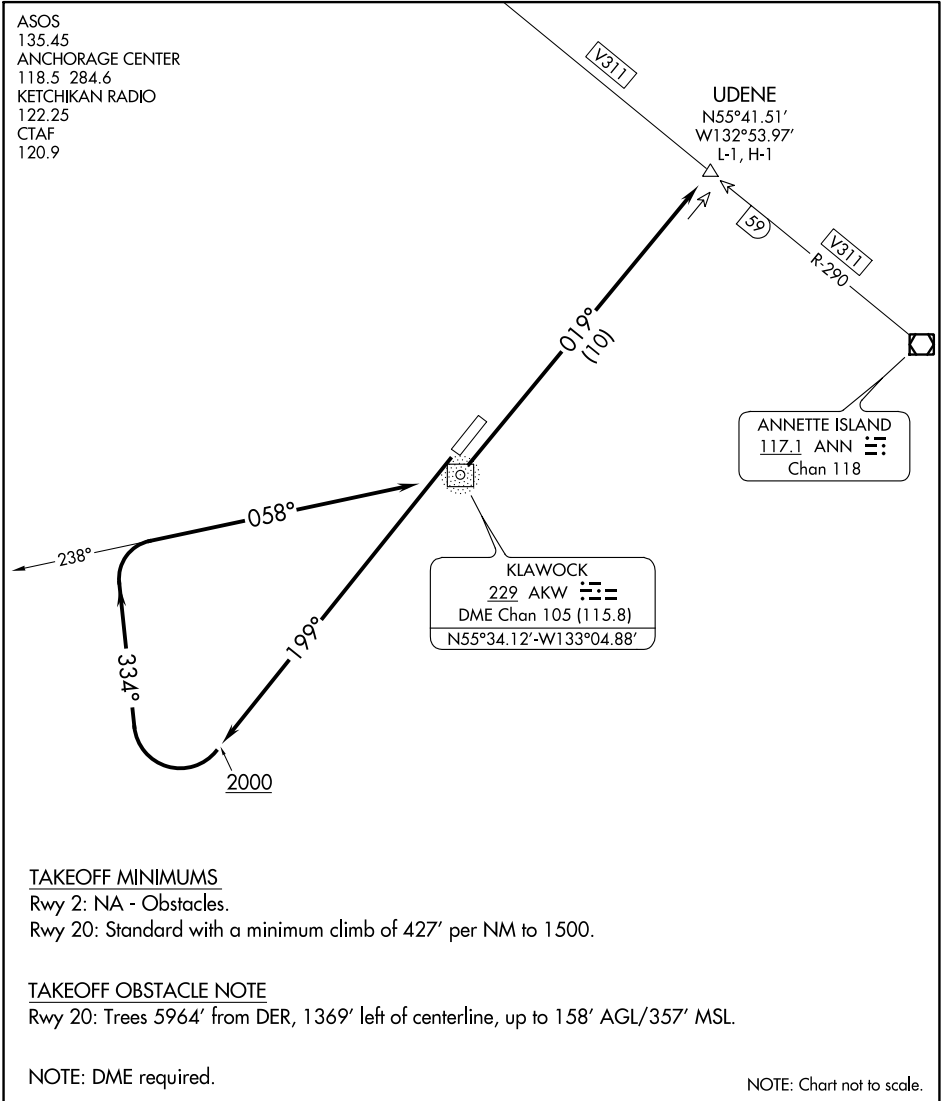 ASOS
135.45
ANCHORAGE CENTER
118.5 284.6
KETCHIKAN RADIO
122.25
CTAF
120.9
V311
UDENE
N55°41.51'
W132°53.97'
L-1, H-1
59
V311
R-290
019°
(10)
ANNETTE ISLAND
117.1 ANN
Chan 118
058°
238°
KLAWOCK
229 AKW
DME Chan 105 (115.8)
N55°34.12'-W133°04.88'
199°
334°
2000
TAKEOFF MINIMUMS
Rwy 2: NA - Obstacles.
Rwy 20: Standard with a minimum climb of 427' per NM to 1500.
TAKEOFF OBSTACLE NOTE
Rwy 20: Trees 5964' from DER, 1369' left of centerline, up to 158' AGL/357' MSL.
NOTE: DME required.
NOTE: Chart not to scale.